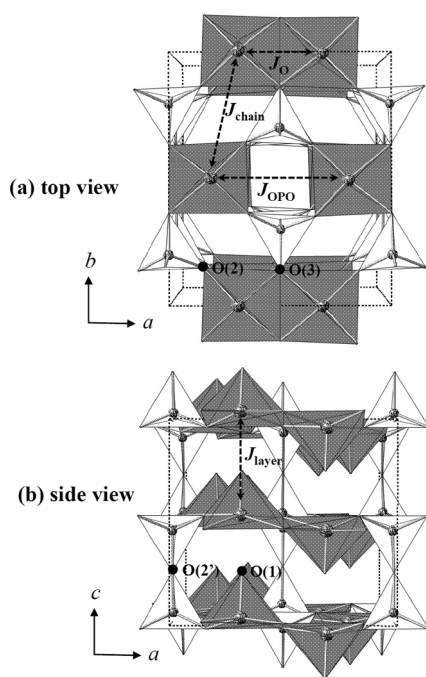 J_O
J_chain
(a) top view
J_OPO
O(2)
O(3)
b
a
J_layer
(b) side view
O(2')
O(1)
c
a